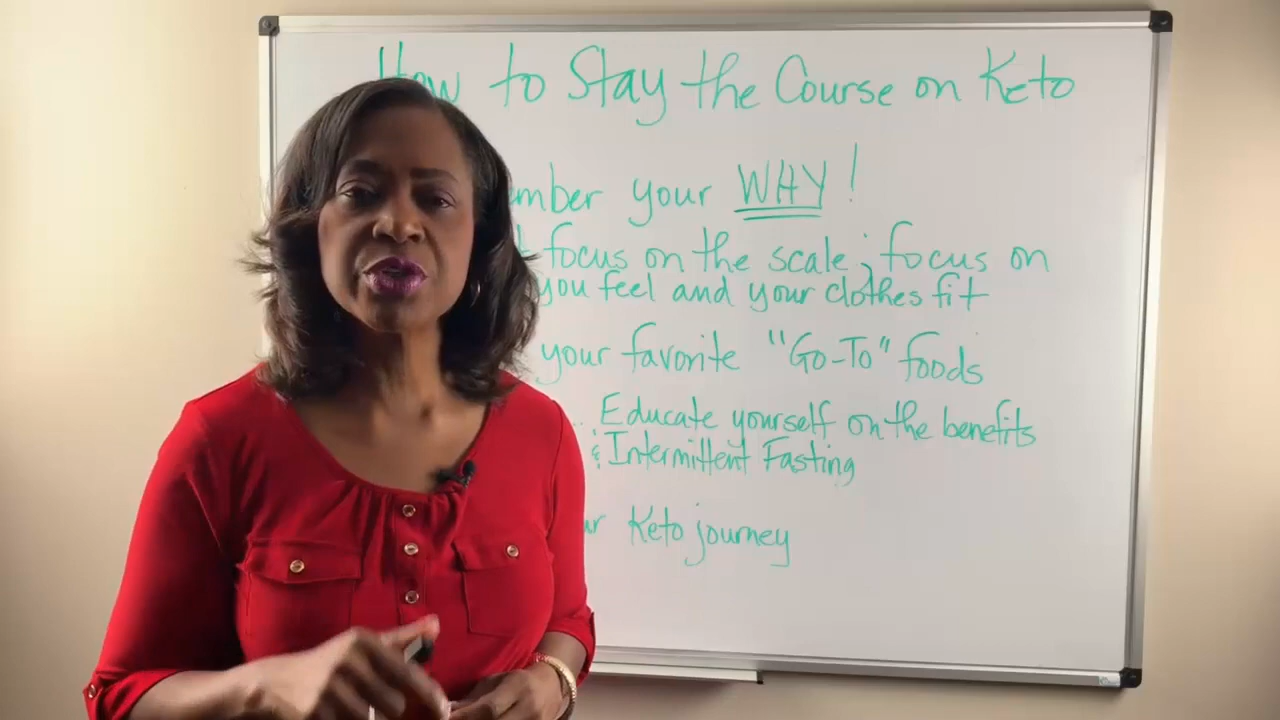 How to Stay the Course on Keto
your WHY!
focus on the scale; focus on
you feel and your clothes fit
your favorite "Go-To" foods
... Educate yourself on the benefits
& Intermittent Fasting
Keto journey